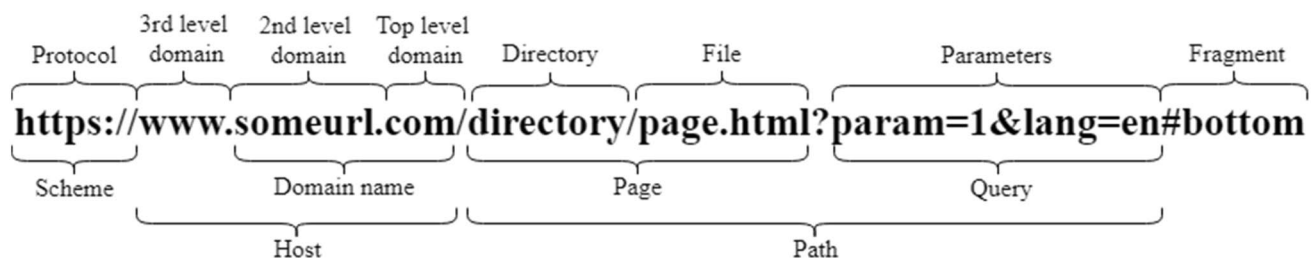 3rd level 2nd level Top level
Protocol domain domain domain Directory File Parameters Fragment
https://www.someurl.com/directory/page.html?param=1&lang=en#bottom
Scheme Domain name Page Query
Host Path